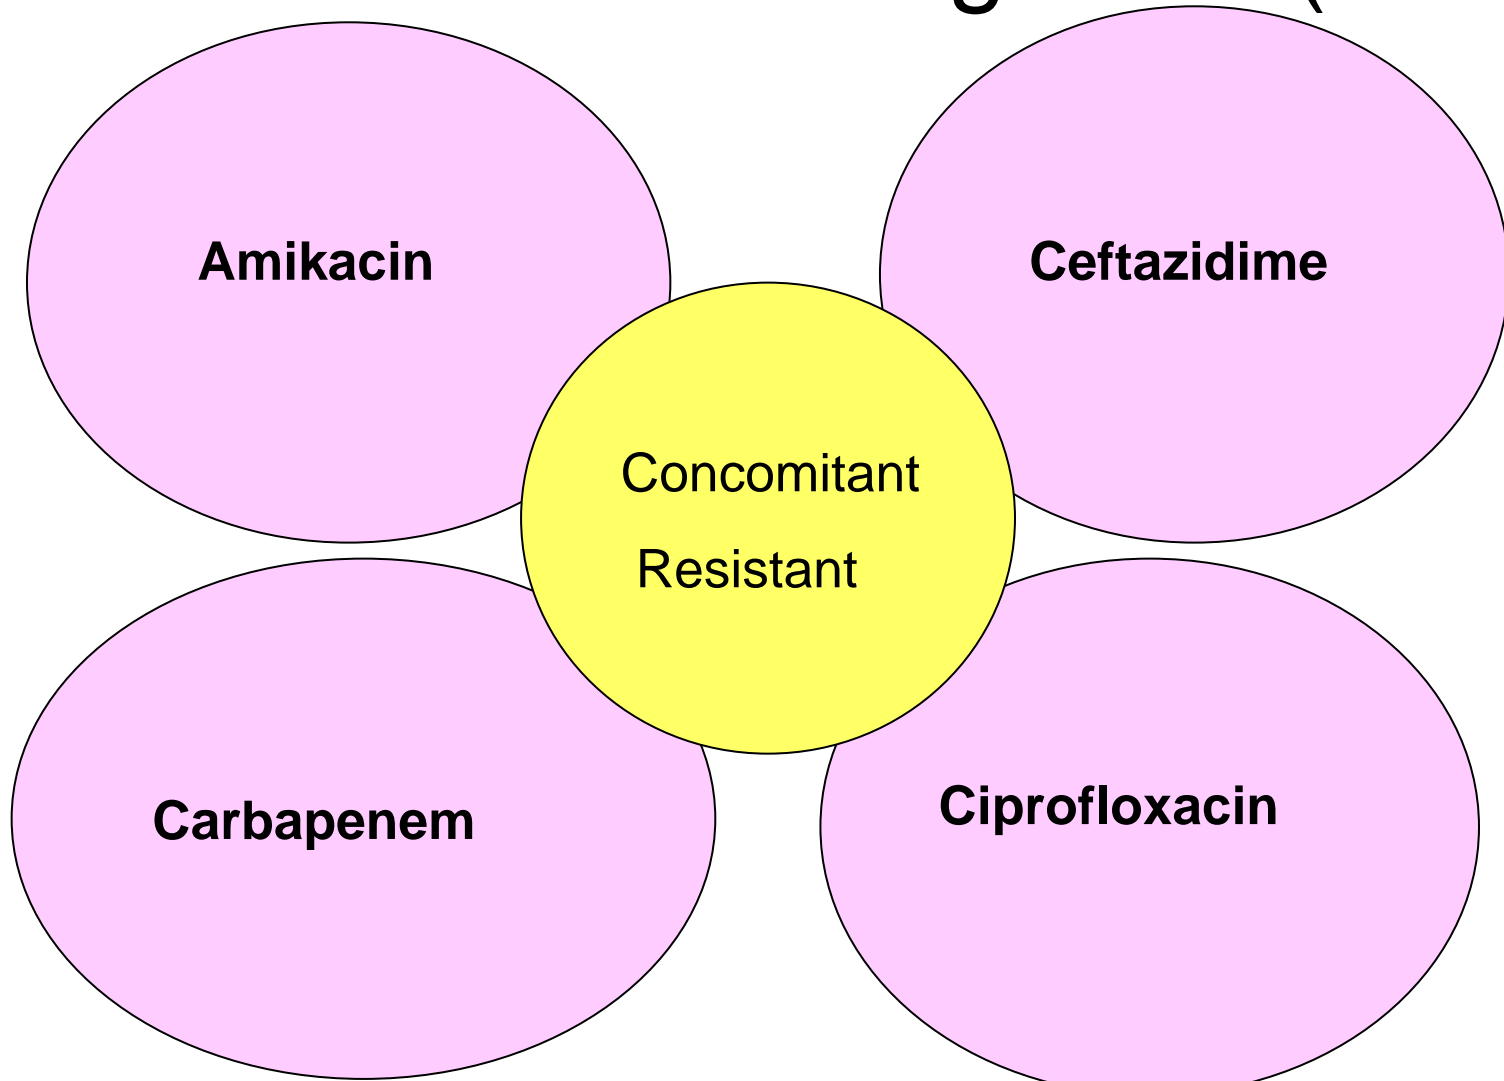 Amikacin
Ceftazidime
Concomitant
Resistant
Carbapenem
Ciprofloxacin